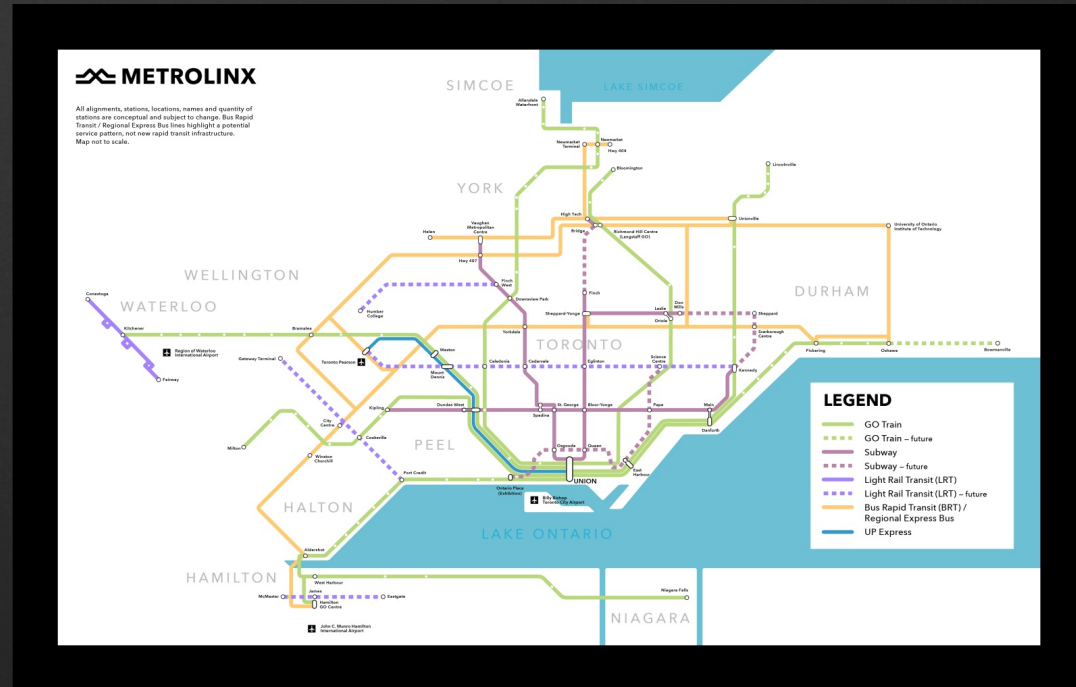 METROLINX
All alignments, stations, locations, names and quantity of
stations are conceptual and subject to change. Bus Rapid
Transit / Regional Express Bus lines highlight a potential
service pattern, not new rapid transit infrastructure.
Map not to scale.
SIMCOE
LAKE SIMCOE
Allandale
Waterfront
Newmarket
Terminal
Newmarket
Hwy 404
Bloomington
Lincolnville
YORK
High Tech
Unionville
Vaughan
Metropolitan
Centre
Helen
Bridge
Richmond Hill Centre
(Langstaff GO)
University of Ontario
Institute of Technology
Hwy 407
WELLINGTON
Finch
West
Finch
DURHAM
Conestoga
WATERLOO
Downsview Park
Humber
College
Sheppard-Yonge
Leslie
Don
Mills
Oriole
Sheppard
Kitchener
Bramalea
Yorkdale
Scarborough
Centre
TORONTO
Pickering
Oshawa
Bowmanville
Region of Waterloo
International Airport
Gateway Terminal
Toronto Pearson
Weston
Mount
Dennis
Caledonia
Cedarvale
Eglinton
Science
Centre
Kennedy
Fairway
Kipling
Dundas West
St. George
Spadina
Bloor-Yonge
Pape
Main
Danforth
City
Centre
Cooksville
PEEL
Milton
Winston
Churchill
Osgoode
Queen
Port Credit
East
Harbour
UNION
Ontario Place
(Exhibition)
Billy Bishop
Toronto City Airport
HALTON
LAKE ONTARIO
Aldershot
HAMILTON
West Harbour
McMaster
James
Hamilton
GO Centre
Eastgate
Niagara Falls
NIAGARA
John C. Munro Hamilton
International Airport
LEGEND
GO Train
GO Train – future
Subway
Subway – future
Light Rail Transit (LRT)
Light Rail Transit (LRT) – future
Bus Rapid Transit (BRT) /
Regional Express Bus
UP Express